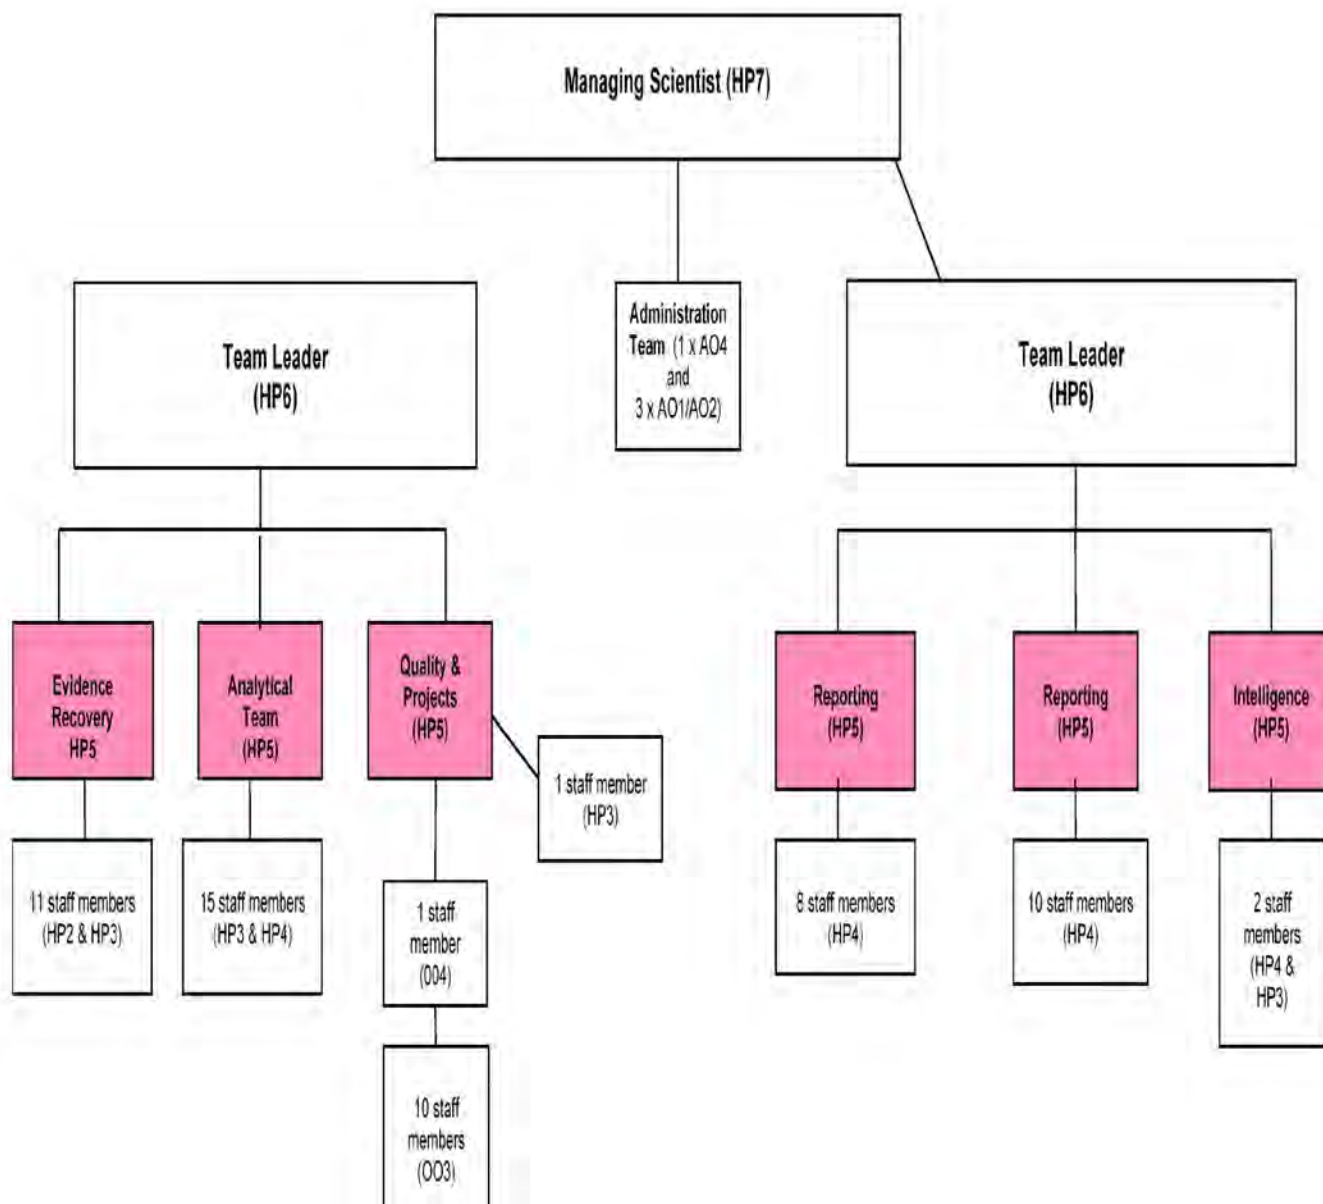 Managing Scientist (HP7)
Team Leader
(HP6)
Administration
Team (1 x AO4
and
3 x AO1/AO2)
Team Leader
(HP6)
Evidence
Recovery
HP5
Analytical
Team
(HP5)
Quality &
Projects
(HP5)
1 staff member
(HP3)
Reporting
(HP5)
Reporting
(HP5)
Intelligence
(HP5)
11 staff members
(HP2 & HP3)
15 staff members
(HP3 & HP4)
1 staff
member
(004)
10 staff
members
(OO3)
8 staff members
(HP4)
10 staff members
(HP4)
2 staff
members
(HP4 &
HP3)